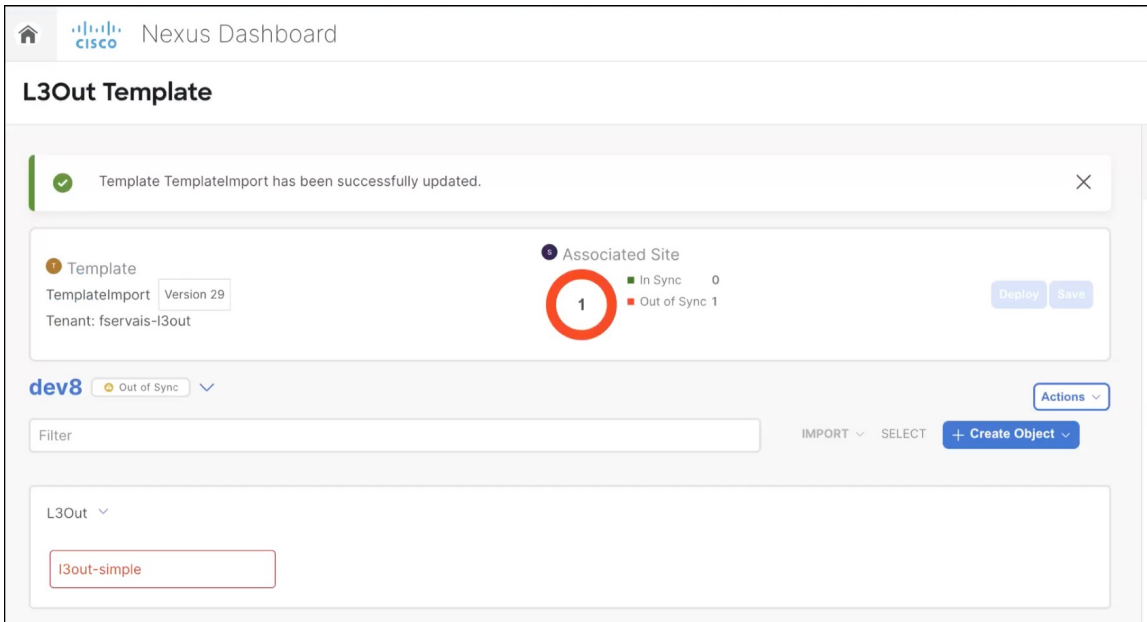 CISCO Nexus Dashboard
L3Out Template
Template TemplateImport has been successfully updated.
T Template
TemplateImport Version 29
Tenant: fservais-l3out
S Associated Site
1
In Sync 0
Out of Sync 1
Deploy Save
dev8 Out of Sync
Actions
Filter
IMPORT SELECT + Create Object
L3Out
l3out-simple